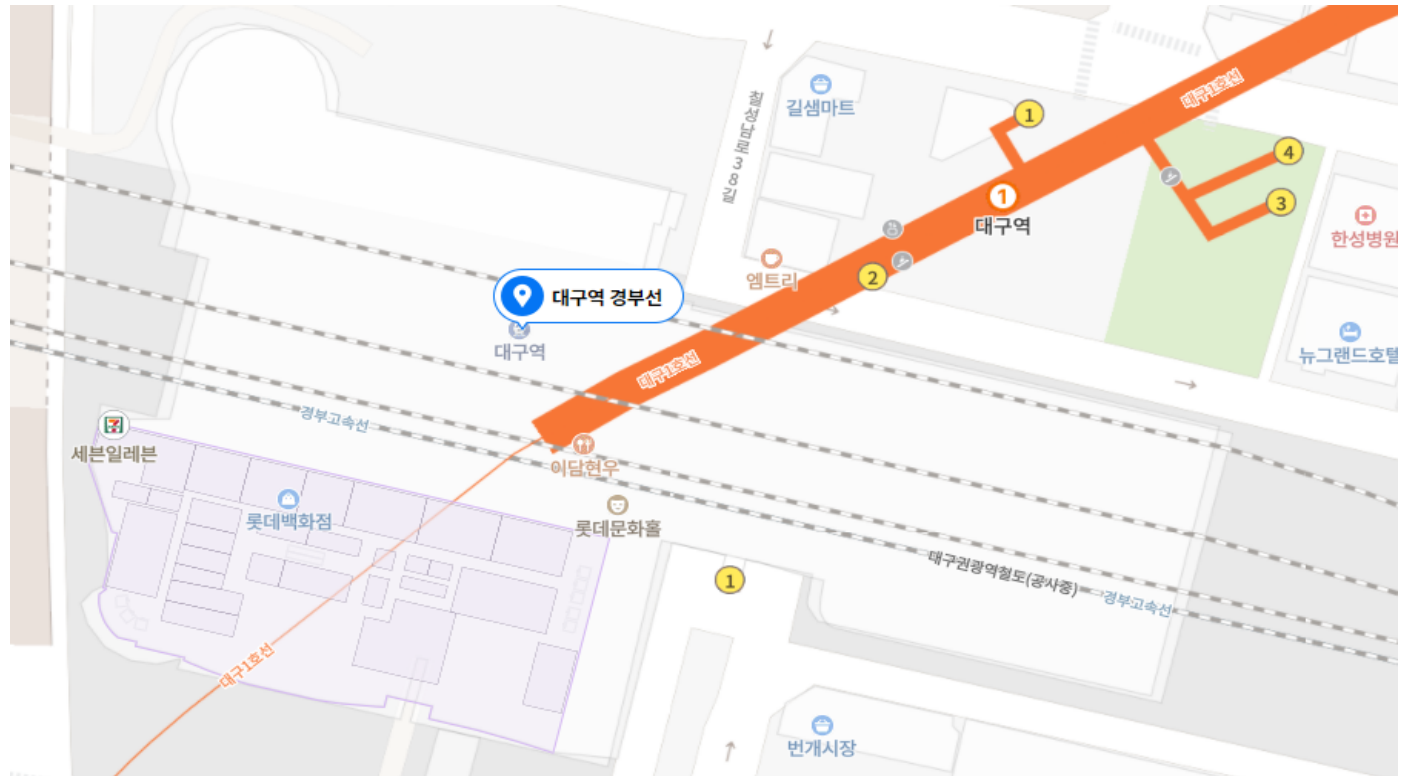 대구1호선
길샘마트
칠성남로38길
1
4
3
1
대구역
한성병원
엠트리
2
대구역 경부선
대구역
뉴그랜드호텔
대구1호선
경부고속선
세븐일레븐
7
이담현우
롯데백화점
롯데문화홀
대구권광역철도(공사중)
1
경부고속선
대구1호선
번개시장